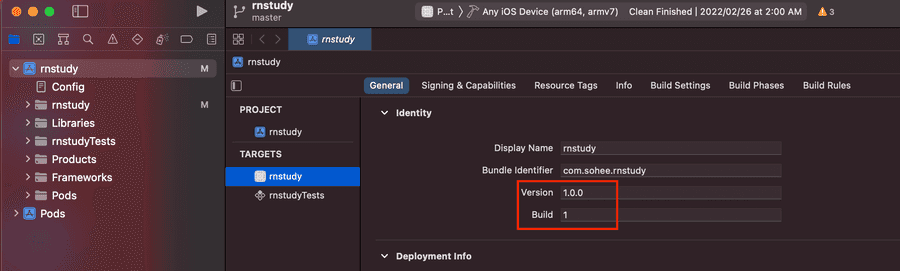 rnstudy
master
P...t
Any iOS Device (arm64, armv7)
Clean Finished | 2022/02/26 at 2:00 AM
3
rnstudy
rnstudy M
Config
rnstudy M
Libraries
rnstudyTests
Products
Frameworks
Pods
Pods
rnstudy
General Signing & Capabilities Resource Tags Info Build Settings Build Phases Build Rules
PROJECT
rnstudy
TARGETS
rnstudy
rnstudyTests
Identity
Display Name rnstudy
Bundle Identifier com.sohee.rnstudy
Version 1.0.0
Build 1
Deployment Info